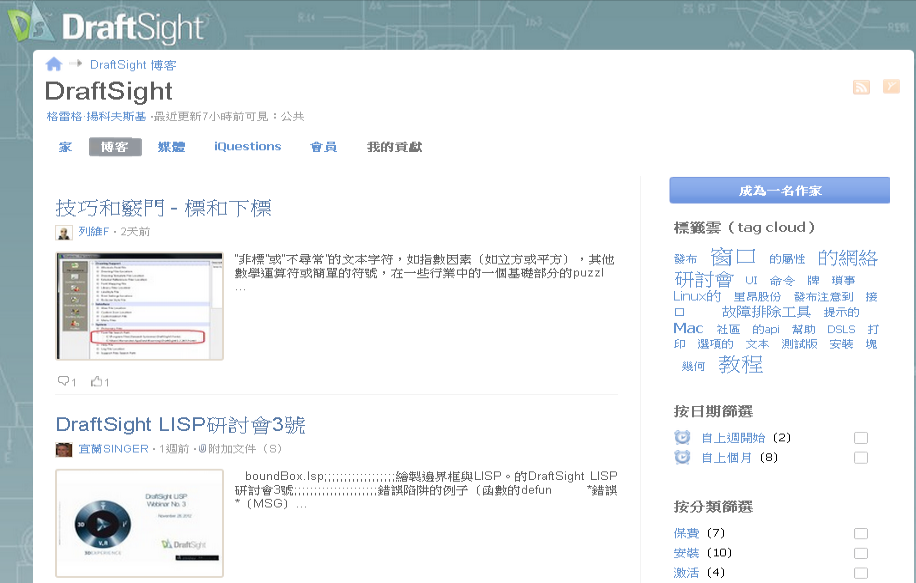 DraftSight
DraftSight 博客
DraftSight
格雷格·揚科夫斯基 -最近更新7小時前可見：公共
家 博客 媒體 iQuestions 會員 我的貢獻
技巧和竅門 - 標和下標
列維F · 2天前
"非標"或"不尋常"的文本字符，如指數因素（如立方或平方），其他
數學運算符或簡單的符號，在一些行業中的一個基礎部分的puzzl
...
1 1
DraftSight LISP研討會3號
宜蘭SINGER · 1週前 · @附加文件（S）
boundBox.lsp;;;;;;;;;;;;;;;;;;繪製邊界框與LISP。的DraftSight LISP
研討會3號;;;;;;;;;;;;;;;;;;;;;;錯誤陷阱的例子（函數的defun *錯誤
*（MSG）...
DraftSight LISP
Webinar No. 3
November 28, 2012
3D
V.R
3DEXPERIENCE
DraftSight
成為一名作家
標籤雲（tag cloud）
發布 窗口 的屬性 的網絡
研討會 UI 命令 牌 瑣事
Linux的 里昂股份 發布注意到 接
口 故障排除工具 提示的
Mac 社區 的api 幫助 DSLS 打
印 選項的 文本 測試版 安裝 塊
幾何 教程
按日期篩選
自上週開始 (2)
自上個月 (8)
按分類篩選
保費 (7)
安裝 (10)
激活 (4)